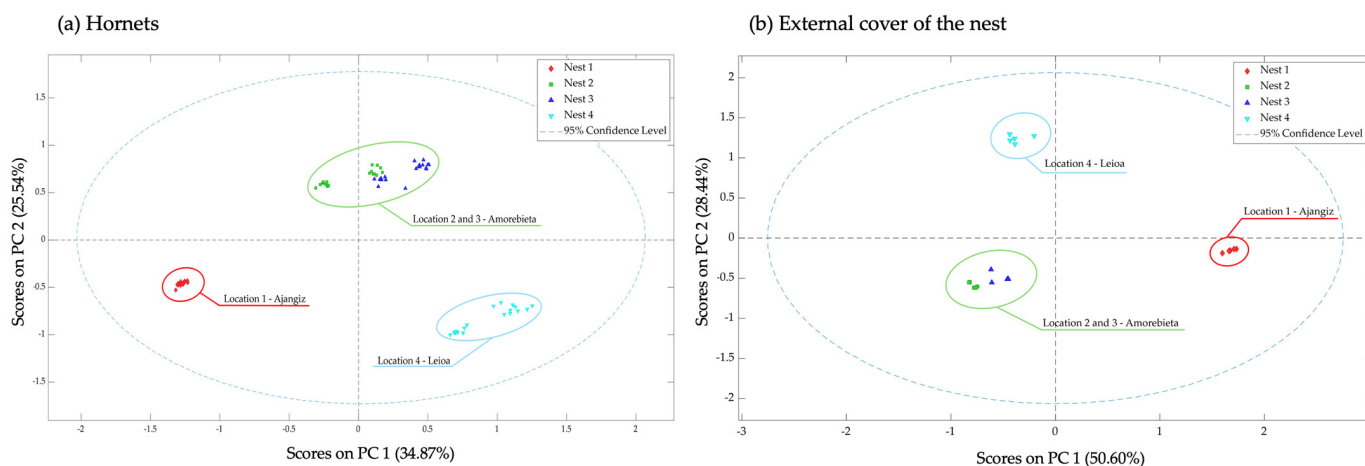 (a) Hornets
Nest 1
Nest 2
Nest 3
Nest 4
95% Confidence Level
1.5
1
0.5
0
-0.5
-1
-1.5
Scores on PC 2 (25.54%)
Location 2 and 3 - Amorebieta
Location 1 - Ajangiz
Location 4 - Leioa
-2 -1.5 -1 -0.5 0 0.5 1 1.5 2
Scores on PC 1 (34.87%)
(b) External cover of the nest
Nest 1
Nest 2
Nest 3
Nest 4
95% Confidence Level
2
1.5
1
0.5
0
-0.5
-1
-1.5
-2
Scores on PC 2 (28.44%)
Location 4 - Leioa
Location 1 - Ajangiz
Location 2 and 3 - Amorebieta
-3 -2 -1 0 1 2 3
Scores on PC 1 (50.60%)